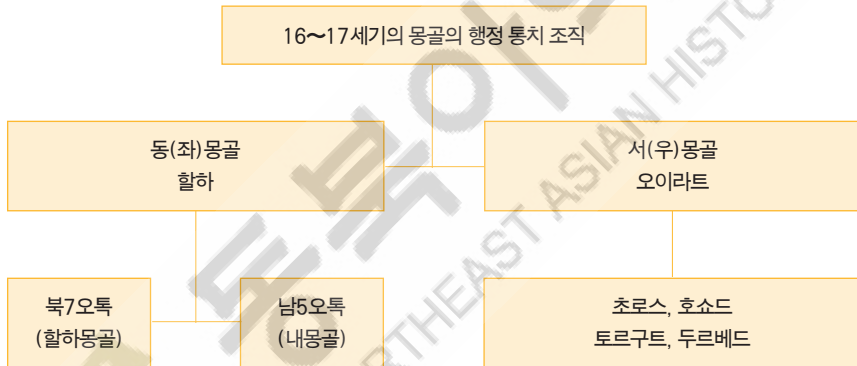 16～17세기의 몽골의 행정 통치 조직
동(좌)몽골
할하
서(우)몽골
오이라트
북7오톡
(할하몽골)
남5오톡
(내몽골)
초로스, 호쇼드
토르구트, 두르베드